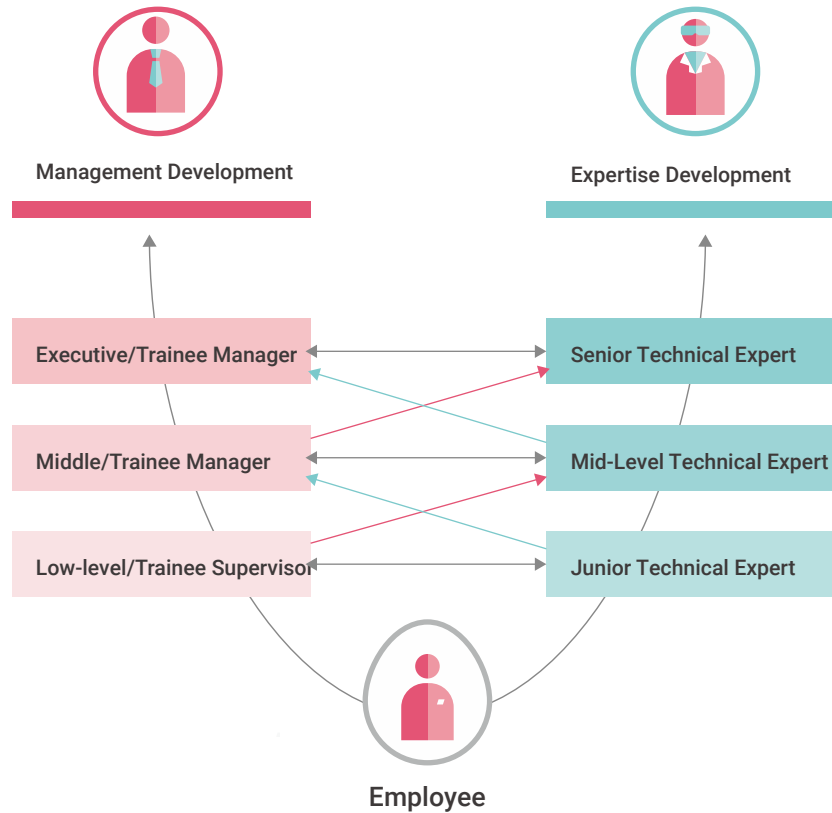 Management Development
Expertise Development
Executive/Trainee Manager
Senior Technical Expert
Middle/Trainee Manager
Mid-Level Technical Expert
Low-level/Trainee Supervisor
Junior Technical Expert
Employee